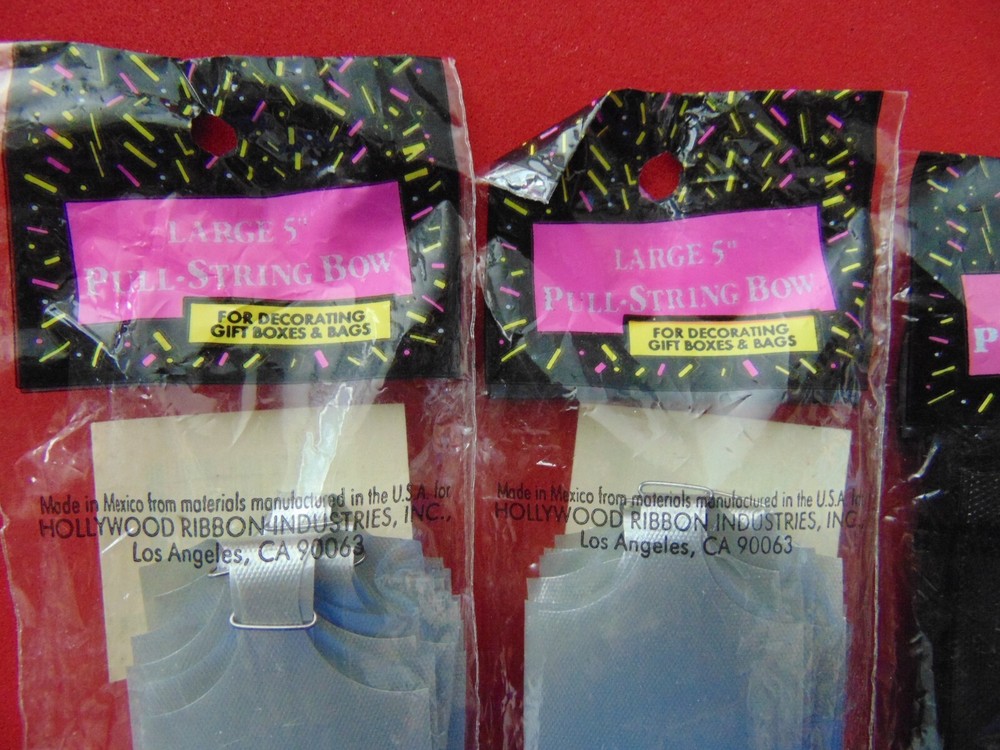 LARGE 5"
PULL-STRING BOW
FOR DECORATING
GIFT BOXES & BAGS
Made in Mexico from materials manufactured in the U.S.A. for
HOLLYWOOD RIBBON INDUSTRIES, INC.,
Los Angeles, CA 90063
LARGE 5"
PULL-STRING BOW
FOR DECORATING
GIFT BOXES & BAGS
Made in Mexico from materials manufactured in the U.S.A. for
HOLLYWOOD RIBBON INDUSTRIES, INC.
Los Angeles, CA 90063
P